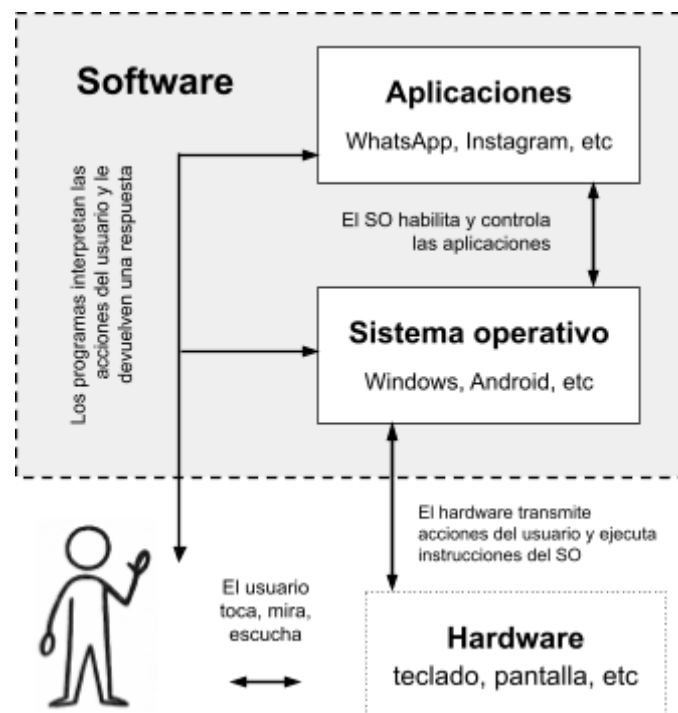 Software
Aplicaciones
WhatsApp, Instagram, etc
Los programas interpretan las
acciones del usuario y le
devuelven una respuesta
El SO habilita y controla
las aplicaciones
Sistema operativo
Windows, Android, etc
El hardware transmite
acciones del usuario y ejecuta
instrucciones del SO
El usuario
toca, mira,
escucha
Hardware
teclado, pantalla, etc